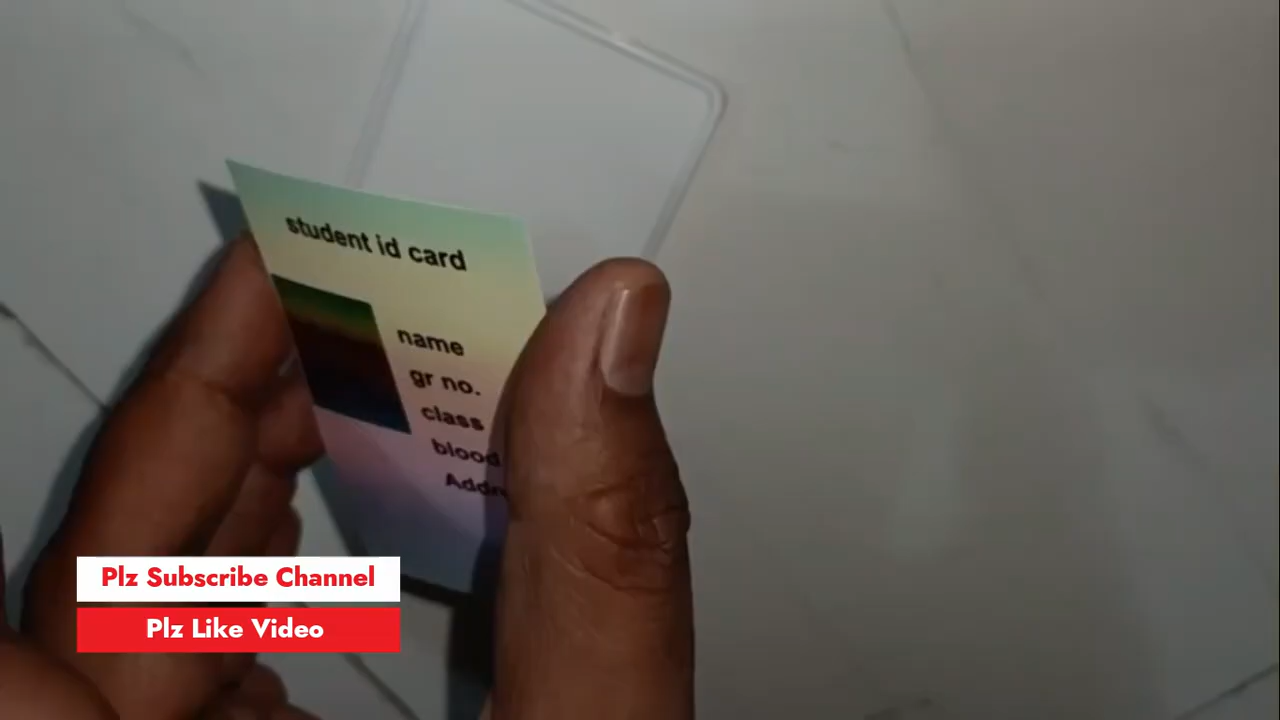 student id card
name
gr no.
class
blood
Plz Subscribe Channel
Plz Like Video